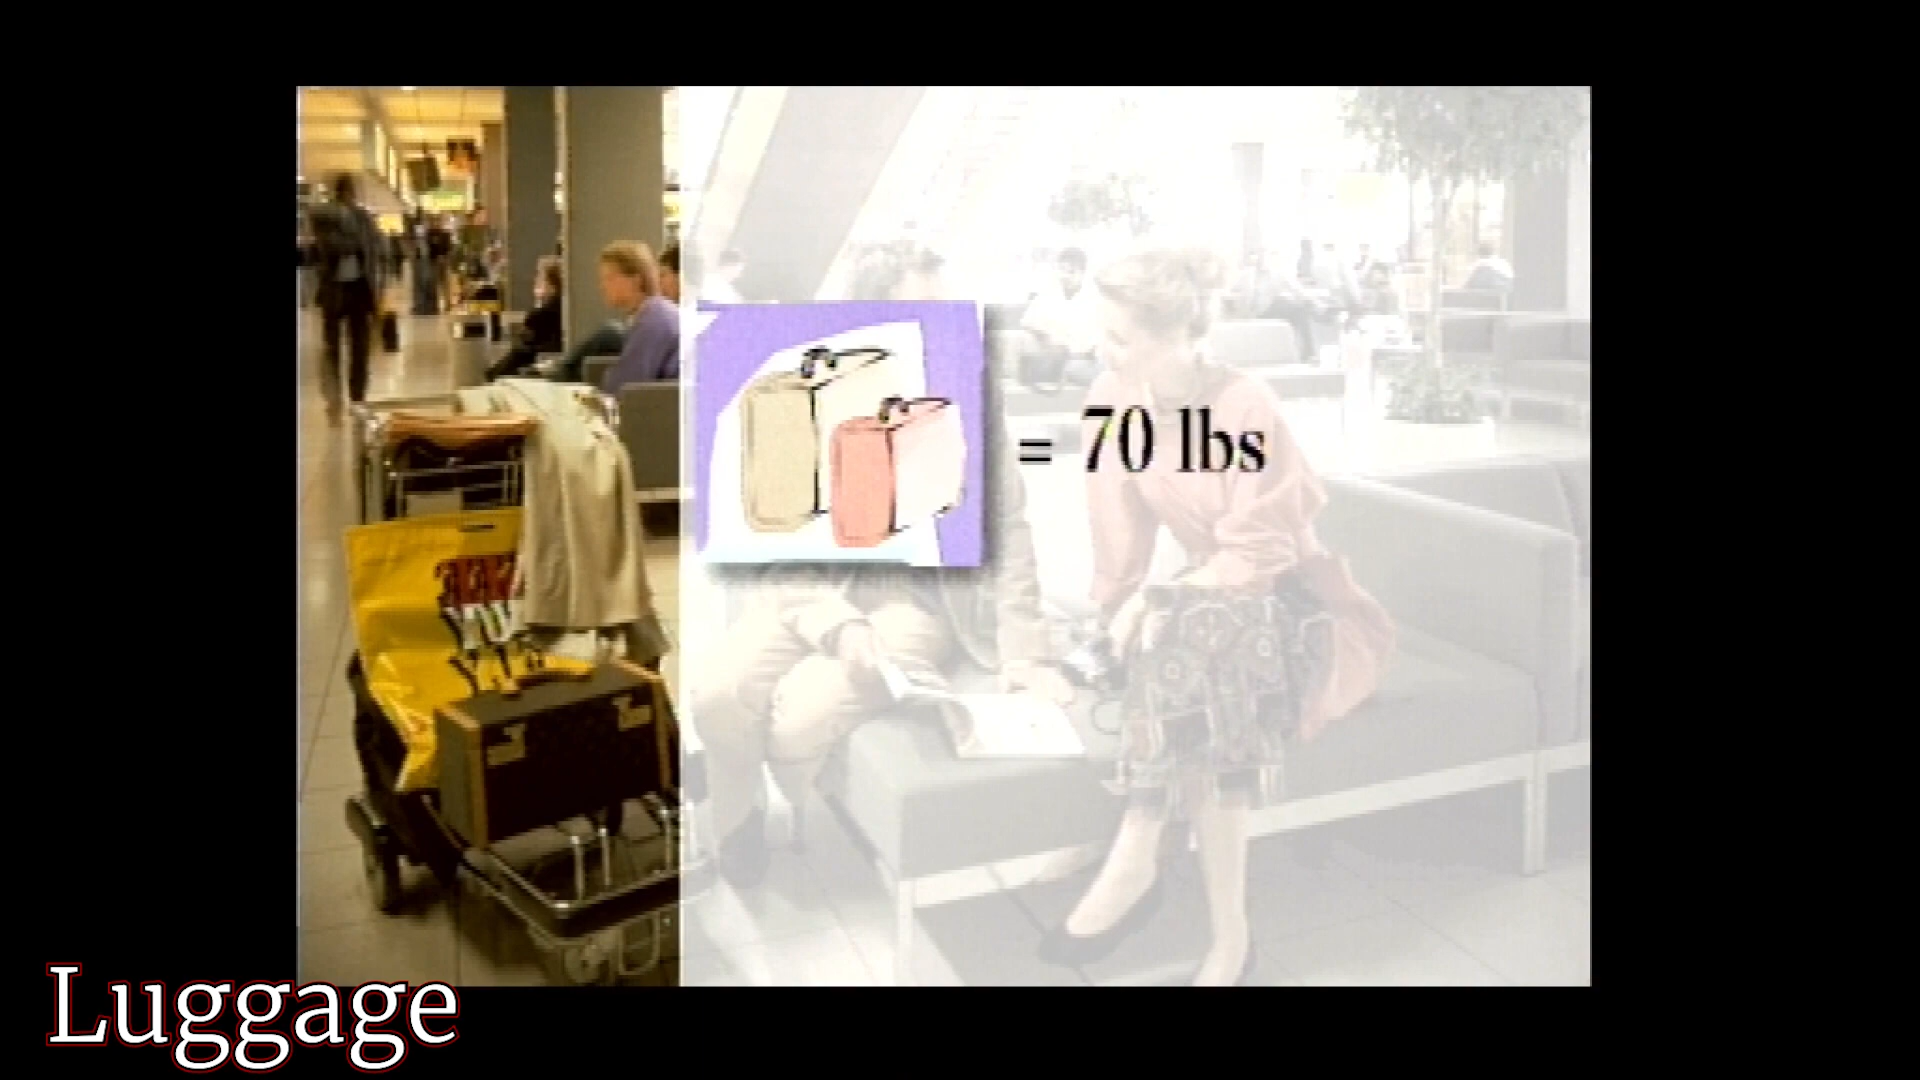 = 70 lbs
Luggage